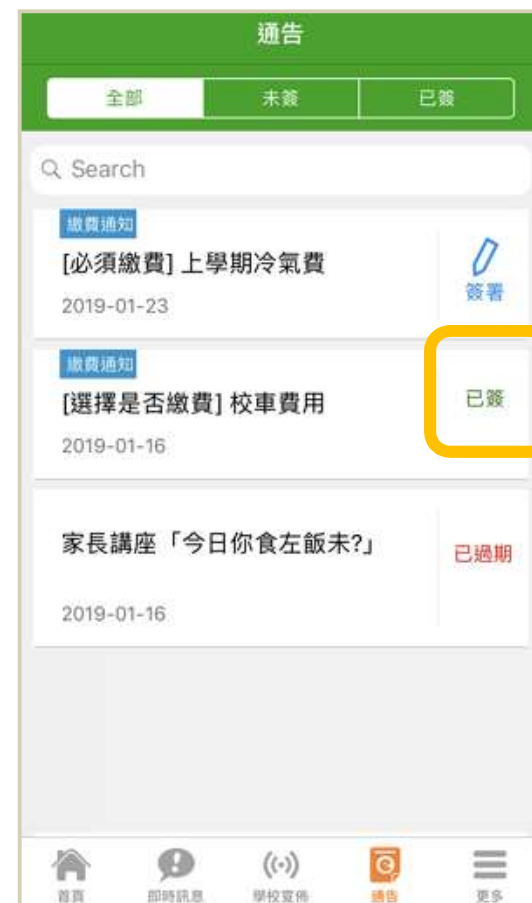 通告
全部 未簽 已簽
Search
繳費通知
[必須繳費] 上學期冷氣費
簽署
2019-01-23
繳費通知
[選擇是否繳費] 校車費用
已簽
2019-01-16
家長講座「今日你食左飯未?」
已過期
2019-01-16
首頁 即時訊息 學校宣佈 通告 更多